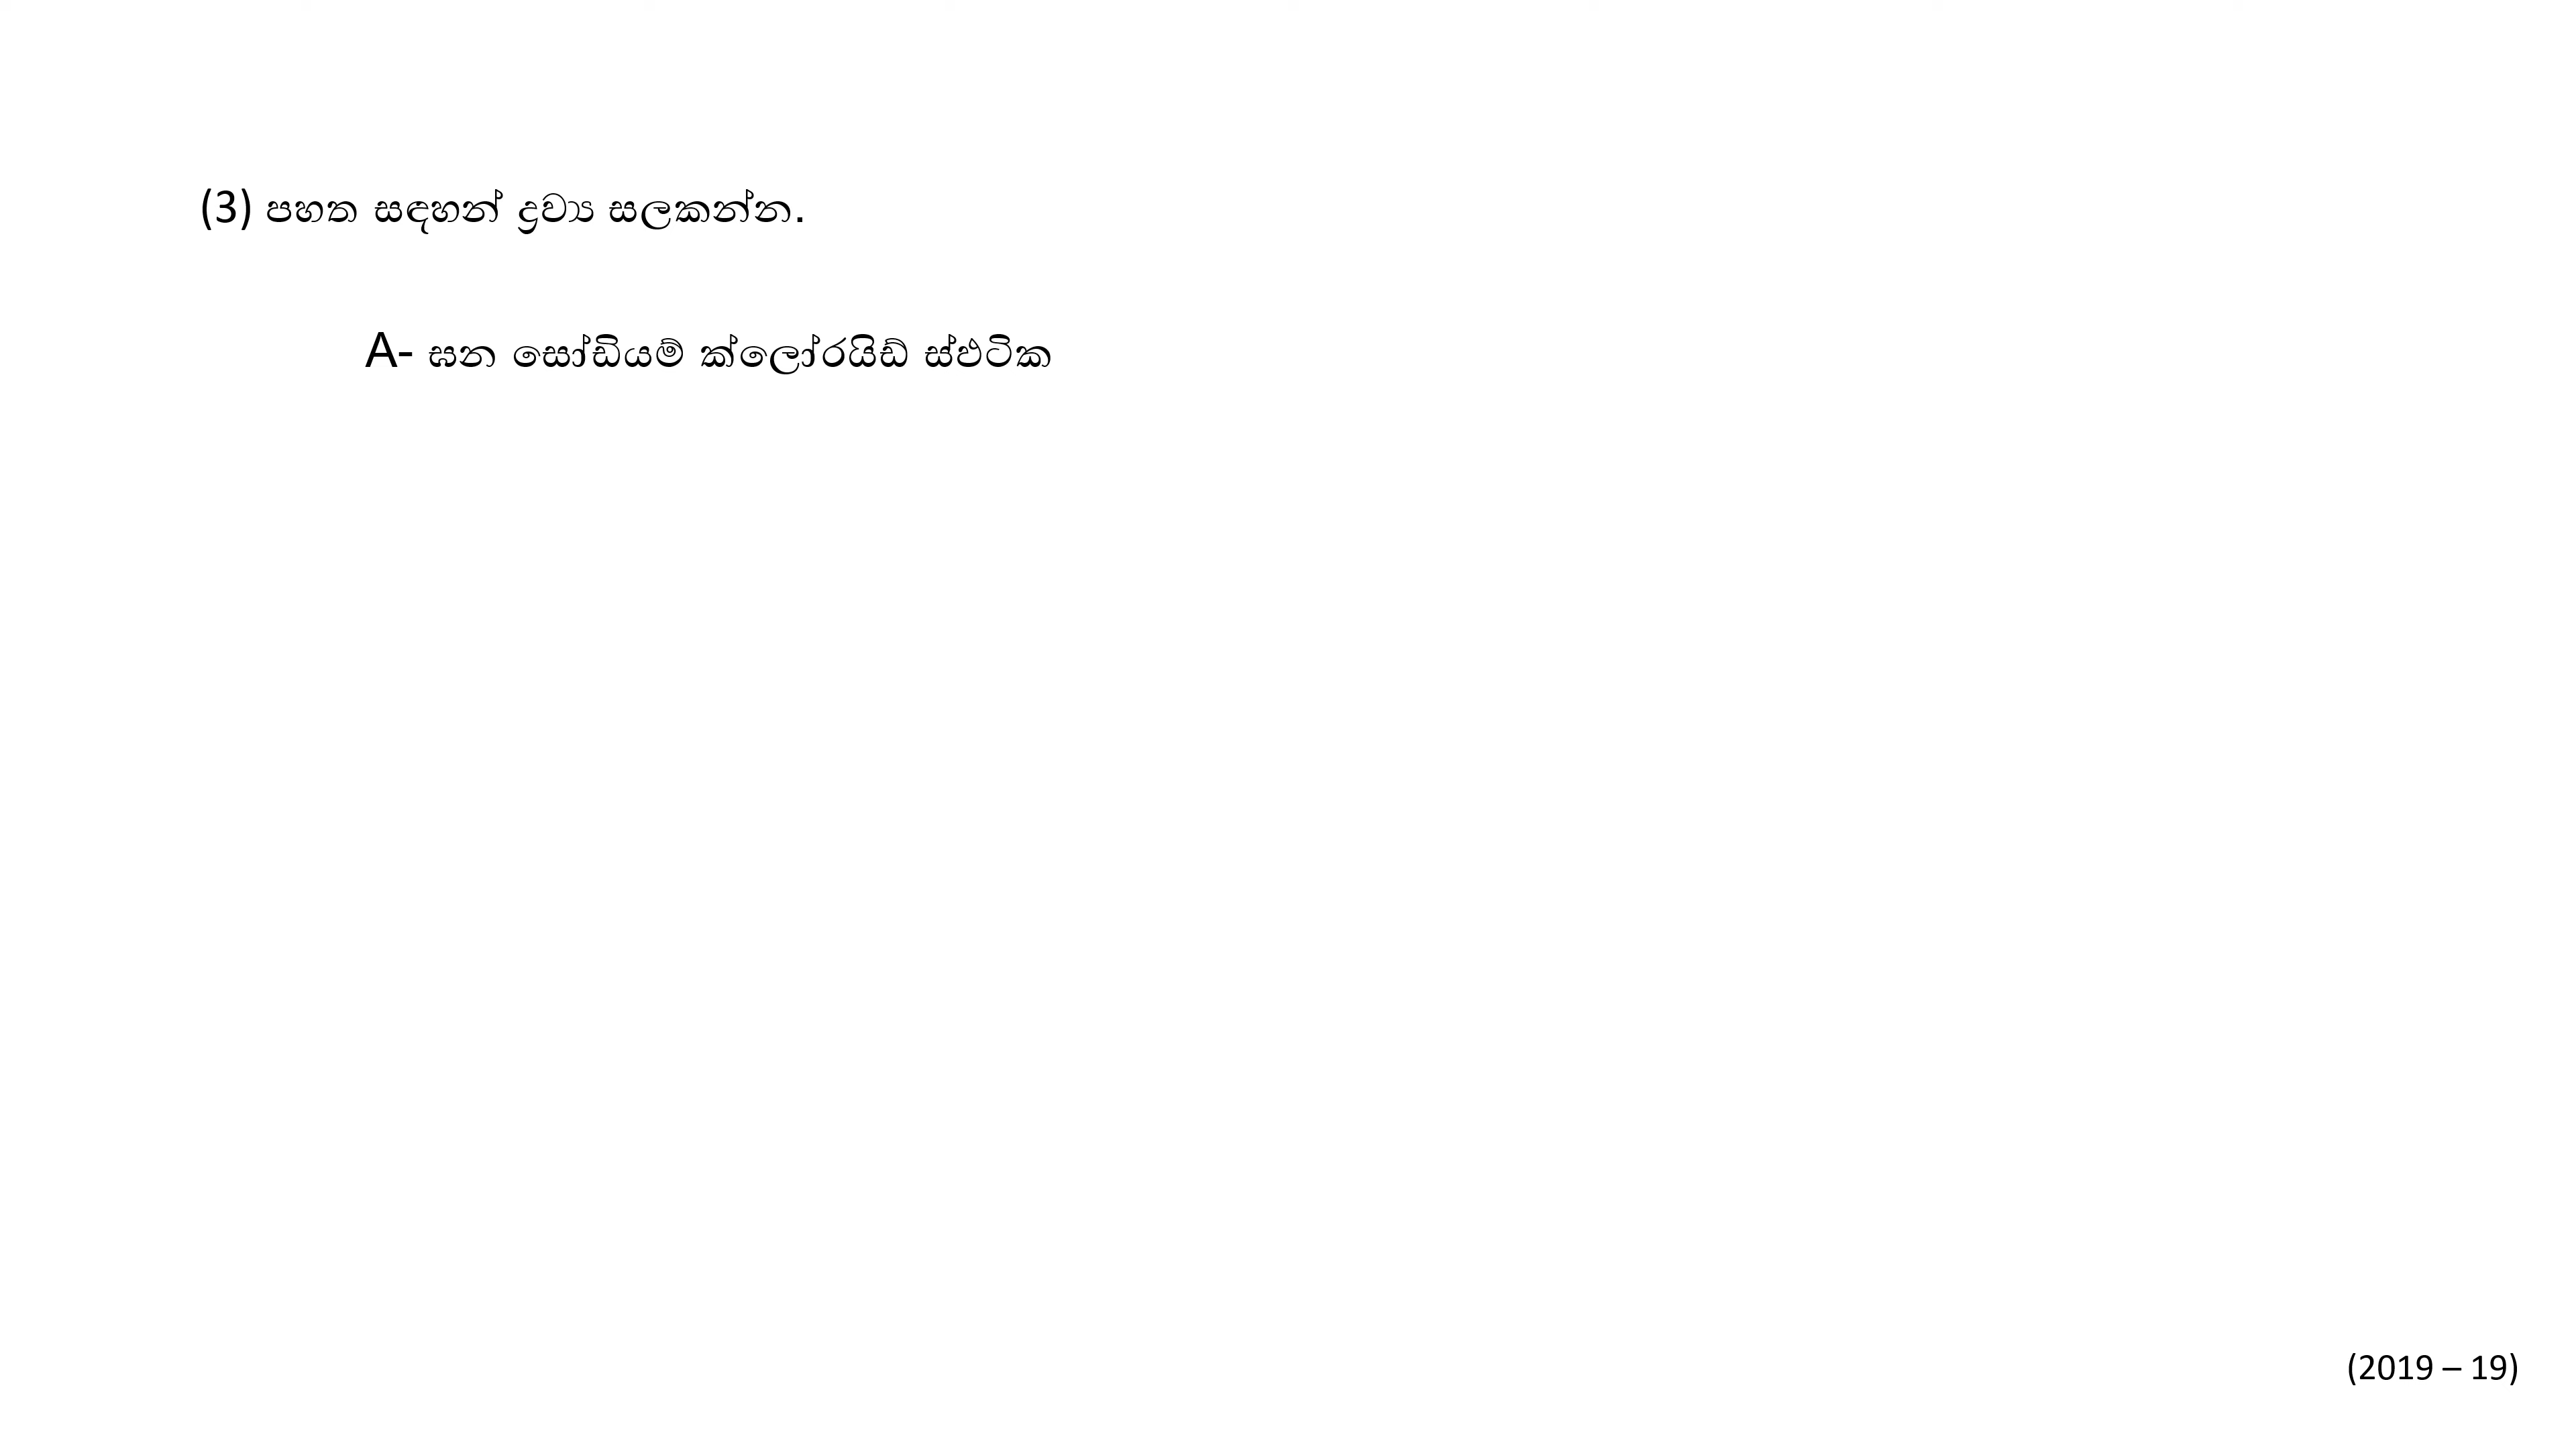 (3) පහත සඳහන් ද්‍රව්‍ය සලකන්න.
A- ඝන සෝඩියම් ක්ලෝරයිඩ් ස්ඵටික
(2019 – 19)